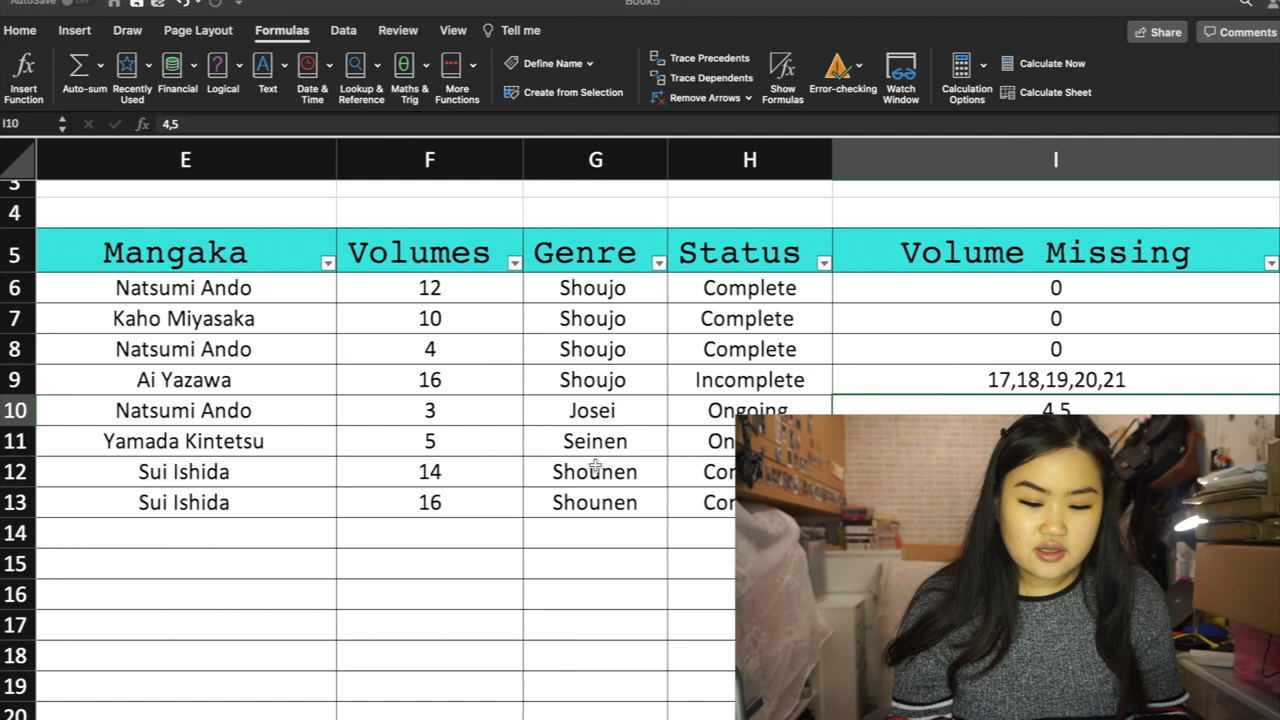 AutoSave
Book5
Home Insert Draw Page Layout Formulas Data Review View Tell me Share Comments
Insert Function Auto-sum Recently Used Financial Logical Text Date & Time Lookup & Reference Maths & Trig More Functions Define Name Create from Selection Trace Precedents Trace Dependents Remove Arrows Show Formulas Error-checking Watch Window Calculation Options Calculate Now Calculate Sheet
I10 fx 4,5
E F G H I
3
4
5 Mangaka Volumes Genre Status Volume Missing
6 Natsumi Ando 12 Shoujo Complete 0
7 Kaho Miyasaka 10 Shoujo Complete 0
8 Natsumi Ando 4 Shoujo Complete 0
9 Ai Yazawa 16 Shoujo Incomplete 17,18,19,20,21
10 Natsumi Ando 3 Josei Ongoing 4,5
11 Yamada Kintetsu 5 Seinen On
12 Sui Ishida 14 Shounen Con
13 Sui Ishida 16 Shounen Con
14
15
16
17
18
19
20